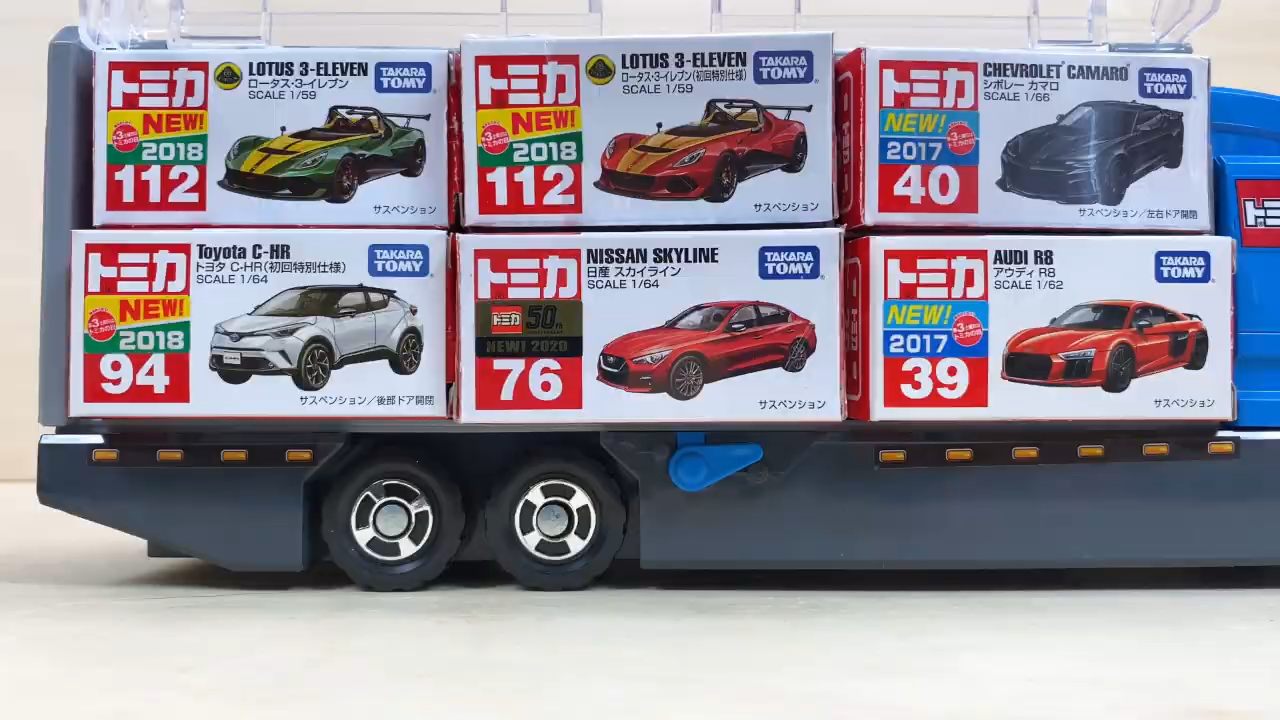 トミカ
NEW!
2018
112
LOTUS 3-ELEVEN
ロータス・3-イレブン
SCALE 1/59
TAKARA
TOMY
サスペンション
トミカ
NEW!
2018
112
LOTUS 3-ELEVEN
ロータス・3-イレブン(初回特別仕様)
SCALE 1/59
TAKARA
TOMY
サスペンション
トミカ
NEW!
2017
40
CHEVROLET CAMARO
シボレー カマロ
SCALE 1/66
TAKARA
TOMY
サスペンション/左右ドア開閉
トミカ
NEW!
2018
94
Toyota C-HR
トヨタ C-HR(初回特別仕様)
SCALE 1/64
TAKARA
TOMY
サスペンション/後部ドア開閉
トミカ
トミカ 50th
NEW! 2020
76
NISSAN SKYLINE
日産 スカイライン
SCALE 1/64
TAKARA
TOMY
サスペンション
トミカ
NEW!
2017
39
AUDI R8
アウディ R8
SCALE 1/62
TAKARA
TOMY
サスペンション